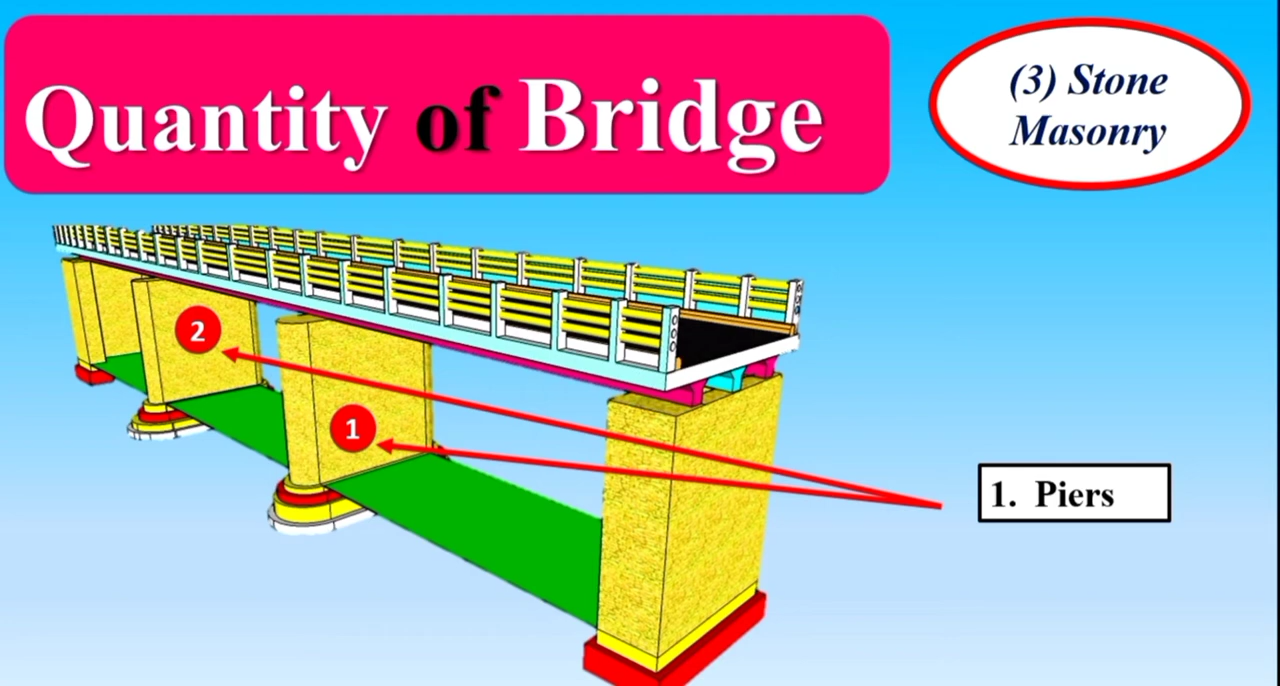 Quantity of Bridge
(3) Stone
Masonry
2
1
1. Piers